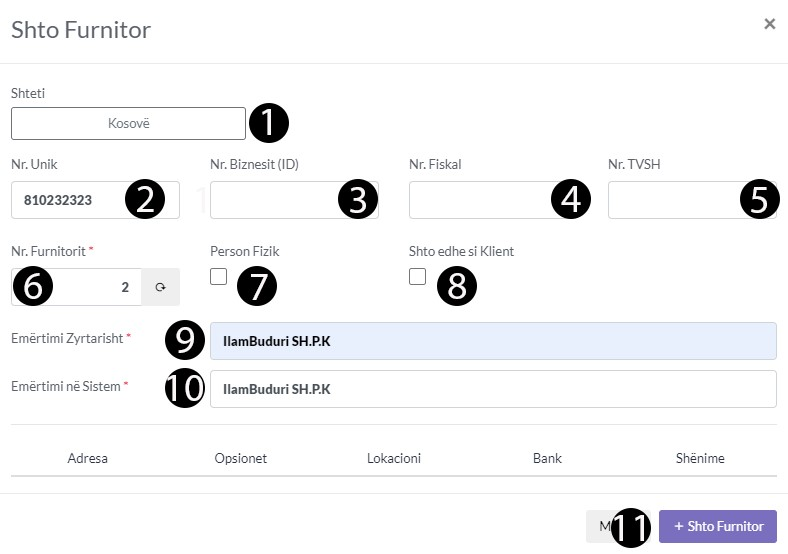 Shto Furnitor
×
Shteti
Kosovë
1
Nr. Unik
Nr. Biznesit (ID)
Nr. Fiskal
Nr. TVSH
810232323
2
3
4
5
Nr. Furnitorit *
Person Fizik
Shto edhe si Klient
6
2
7
8
Emërtimi Zyrtarisht *
9
IlamBuduri SH.P.K
Emërtimi në Sistem *
10
IlamBuduri SH.P.K
Adresa
Opsionet
Lokacioni
Bank
Shënime
11
+ Shto Furnitor